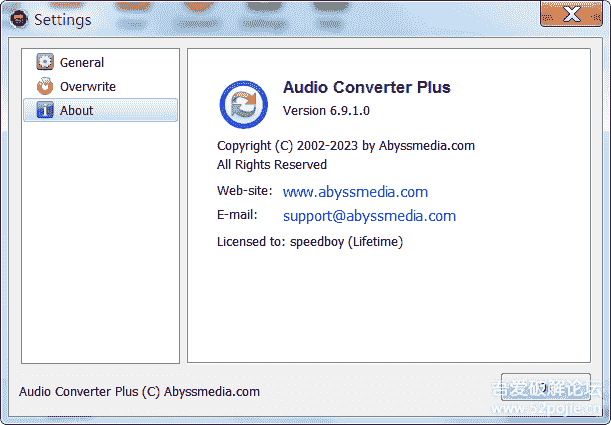 Settings
General
Overwrite
About
Audio Converter Plus
Version 6.9.1.0
Copyright (C) 2002-2023 by Abyssmedia.com
All Rights Reserved
Web-site: www.abyssmedia.com
E-mail: support@abyssmedia.com
Licensed to: speedboy (Lifetime)
Audio Converter Plus (C) Abyssmedia.com
吾爱破解论坛
www.52pojie.cn